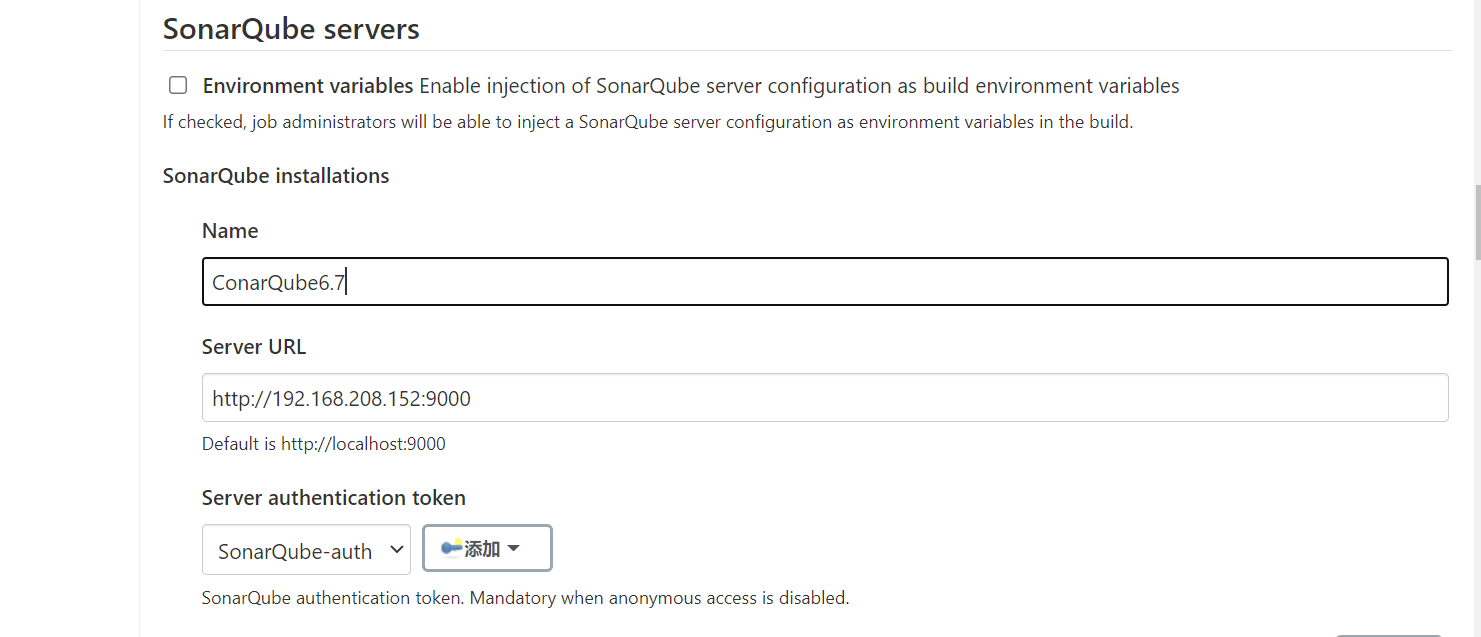 SonarQube servers
Environment variables Enable injection of SonarQube server configuration as build environment variables
If checked, job administrators will be able to inject a SonarQube server configuration as environment variables in the build.
SonarQube installations
Name
ConarQube6.7
Server URL
http://192.168.208.152:9000
Default is http://localhost:9000
Server authentication token
SonarQube-auth 添加
SonarQube authentication token. Mandatory when anonymous access is disabled.